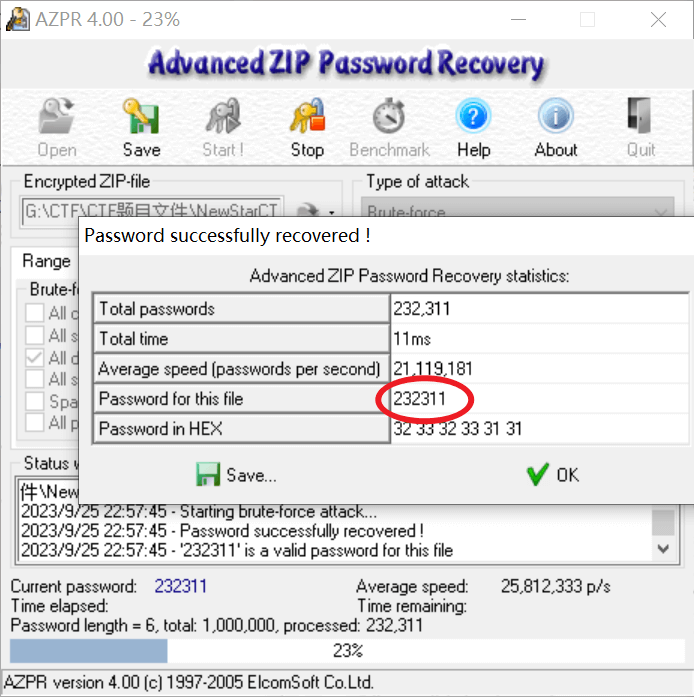 AZPR 4.00 - 23%
Advanced ZIP Password Recovery
Open Save Start ! Stop Benchmark Help About Quit
Encrypted ZIP-file Type of attack
G:\CTF\CTF题目文件\NewStarCT Brute-force
Password successfully recovered !
Range
Advanced ZIP Password Recovery statistics:
Brute-f
All c
All s
All d
All s
Spa
All p
Total passwords 232,311
Total time 11ms
Average speed (passwords per second) 21,119,181
Password for this file 232311
Password in HEX 32 33 32 33 31 31
Save... OK
Status w
件\New
2023/9/25 22:57:45 - Starting brute-force attack...
2023/9/25 22:57:45 - Password successfully recovered !
2023/9/25 22:57:45 - '232311' is a valid password for this file
Current password: 232311 Average speed: 25,812,333 p/s
Time elapsed: Time remaining:
Password length = 6, total: 1,000,000, processed: 232,311
23%
AZPR version 4.00 (c) 1997-2005 ElcomSoft Co.Ltd.